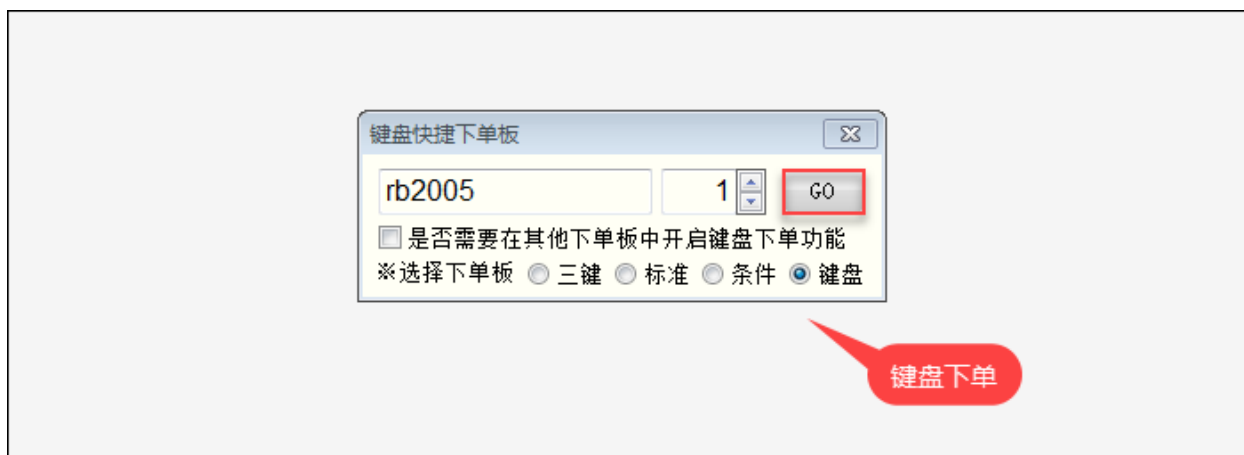 键盘快捷下单板
rb2005 1 GO
是否需要在其他下单板中开启键盘下单功能
※选择下单板 三键 标准 条件 键盘
键盘下单